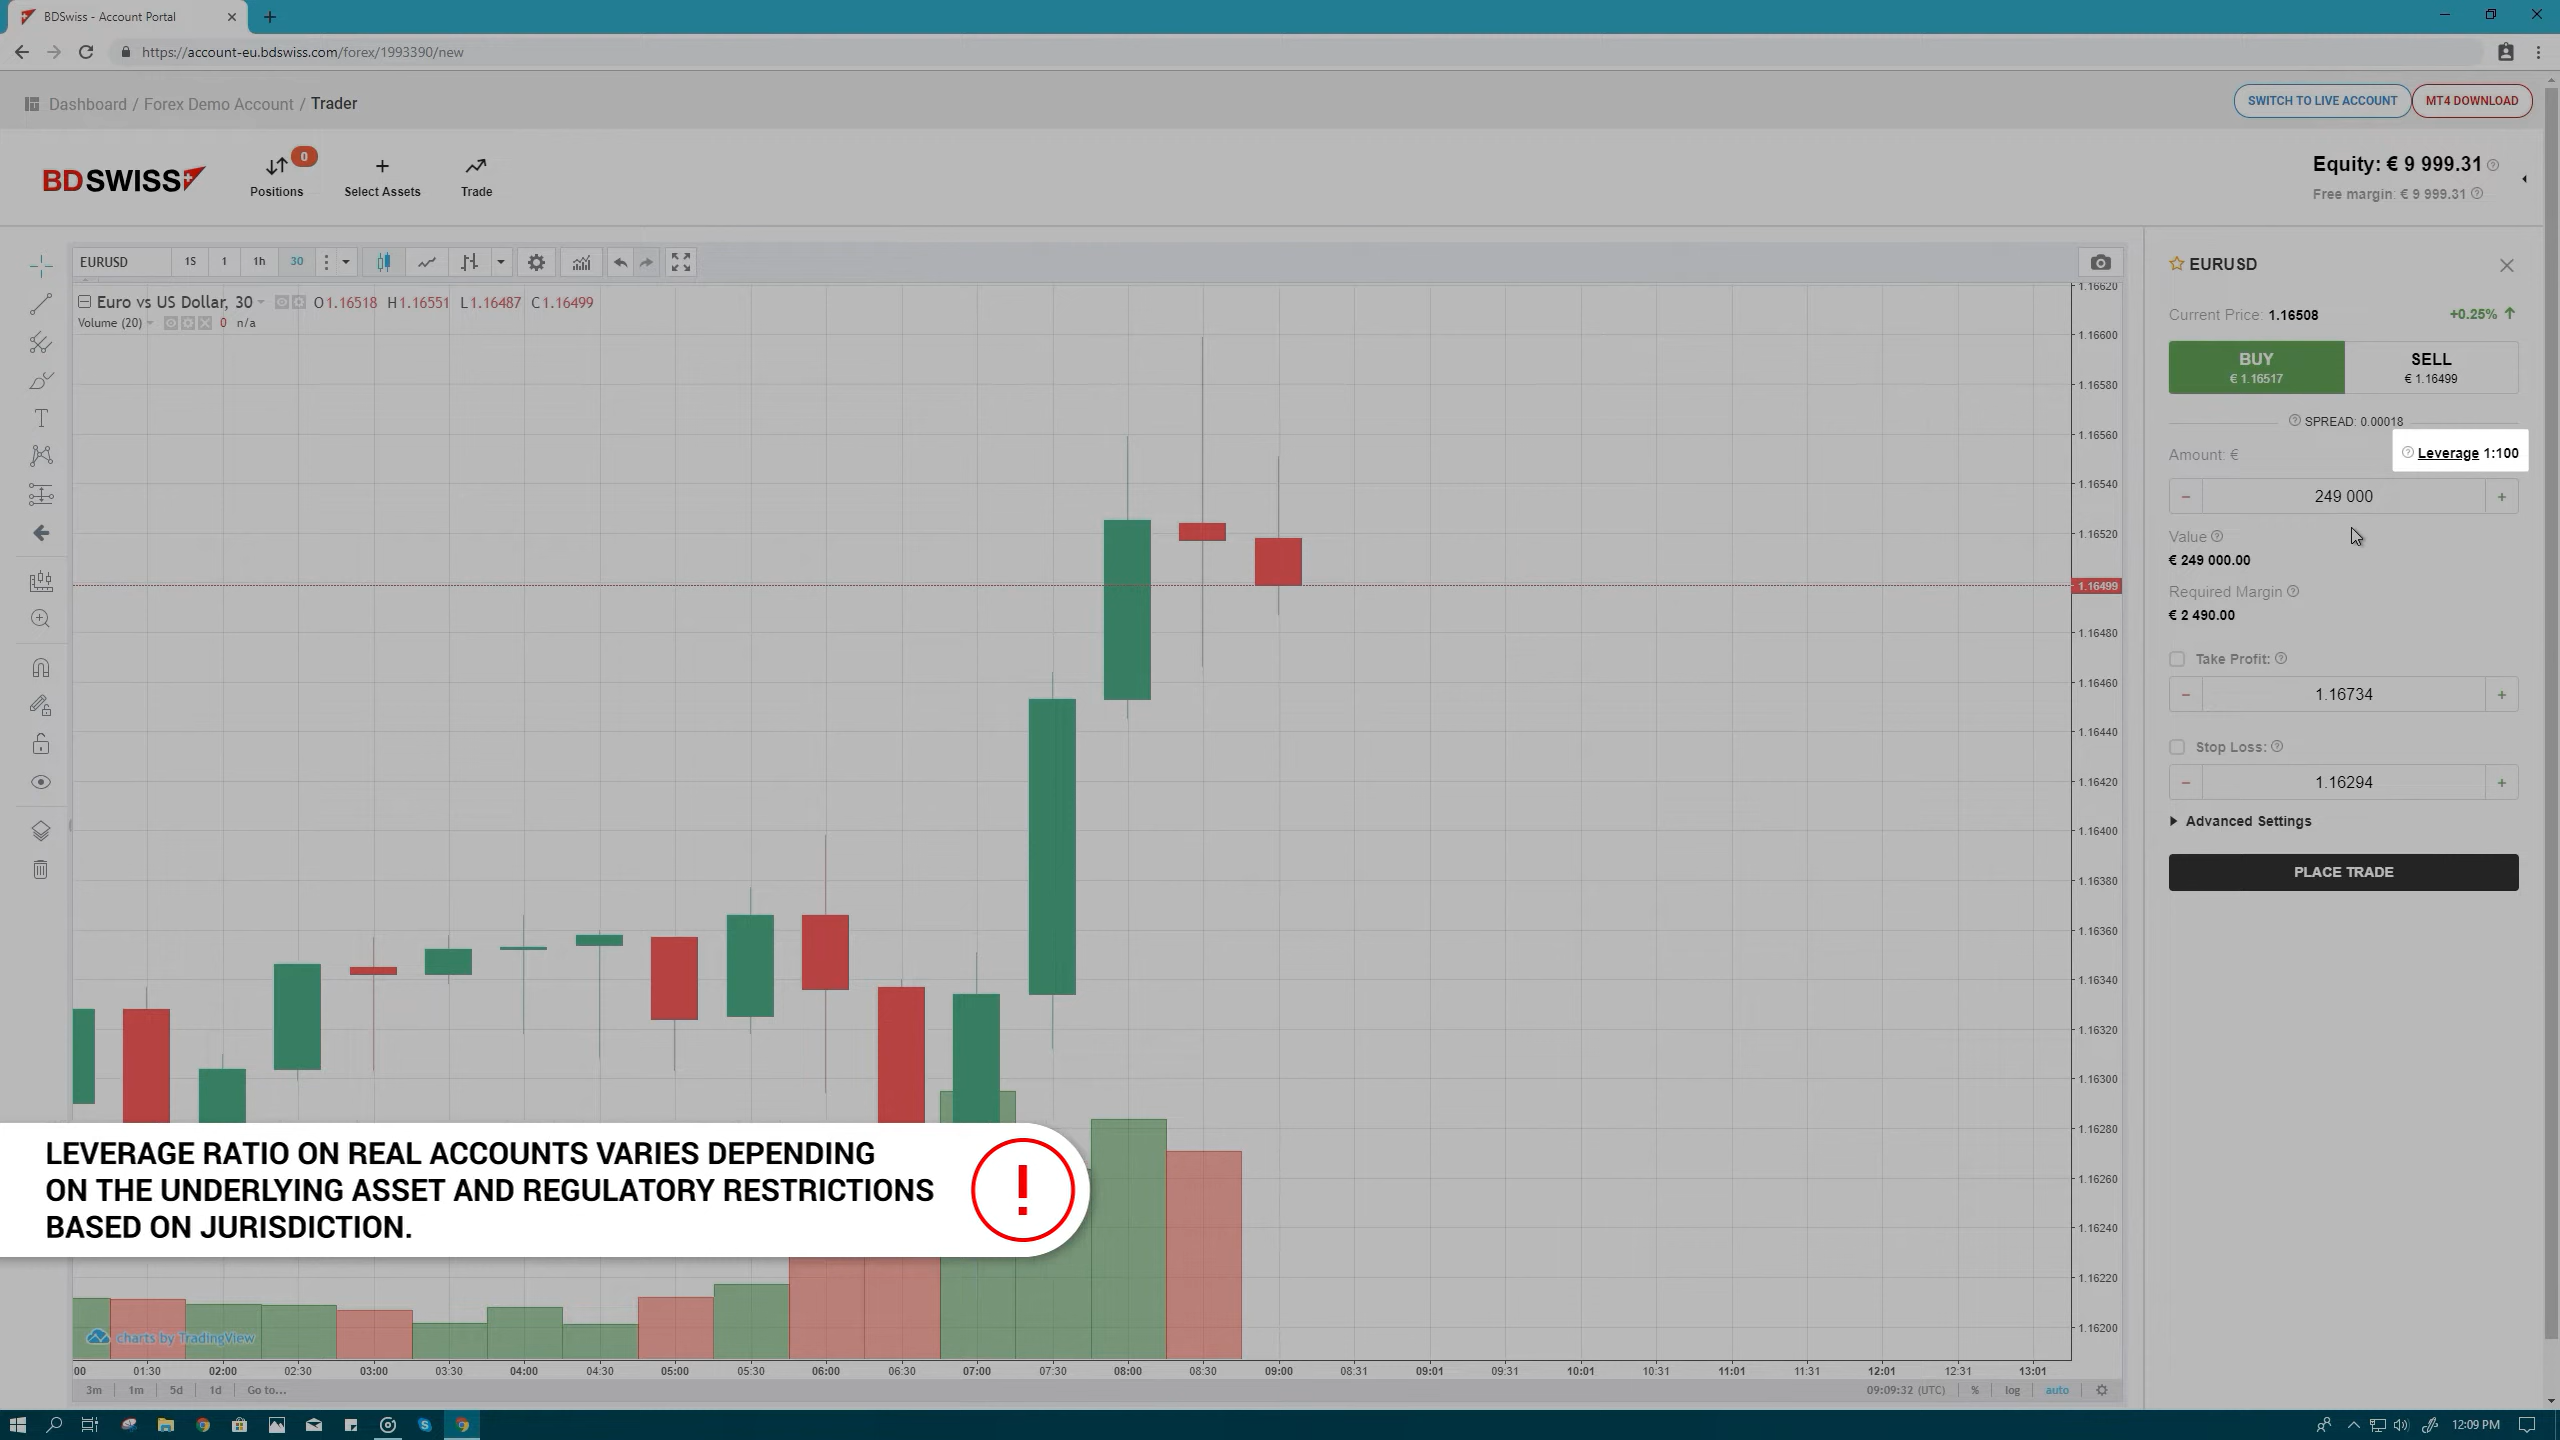 BDSwiss - Account Portal
https://account-eu.bdswiss.com/forex/1993390/new
Dashboard / Forex Demo Account / Trader
SWITCH TO LIVE ACCOUNT
MT4 DOWNLOAD
BDSWISS
0
Positions
Select Assets
Trade
Equity: € 9 999.31
Free margin: € 9 999.31
EURUSD
1S
1
1h
30
Euro vs US Dollar, 30
O1.16518 H1.16551 L1.16487 C1.16499
Volume (20)
0 n/a
1.16620
1.16600
1.16580
1.16560
1.16540
1.16520
1.16499
1.16480
1.16460
1.16440
1.16420
1.16400
1.16380
1.16360
1.16340
1.16320
1.16300
1.16280
1.16260
1.16240
1.16220
1.16200
EURUSD
Current Price: 1.16508
+0.25%
BUY
€ 1.16517
SELL
€ 1.16499
SPREAD: 0.00018
Amount: €
Leverage 1:100
249 000
Value
€ 249 000.00
Required Margin
€ 2 490.00
Take Profit:
1.16734
Stop Loss:
1.16294
Advanced Settings
PLACE TRADE
LEVERAGE RATIO ON REAL ACCOUNTS VARIES DEPENDING
ON THE UNDERLYING ASSET AND REGULATORY RESTRICTIONS
BASED ON JURISDICTION.
!
charts by TradingView
00 01:30 02:00 02:30 03:00 03:30 04:00 04:30 05:00 05:30 06:00 06:30 07:00 07:30 08:00 08:30 09:00 08:31 09:01 09:31 10:01 10:31 11:01 11:31 12:01 12:31 13:01
3m 1m 5d 1d Go to...
09:09:32 (UTC) % log auto
12:09 PM